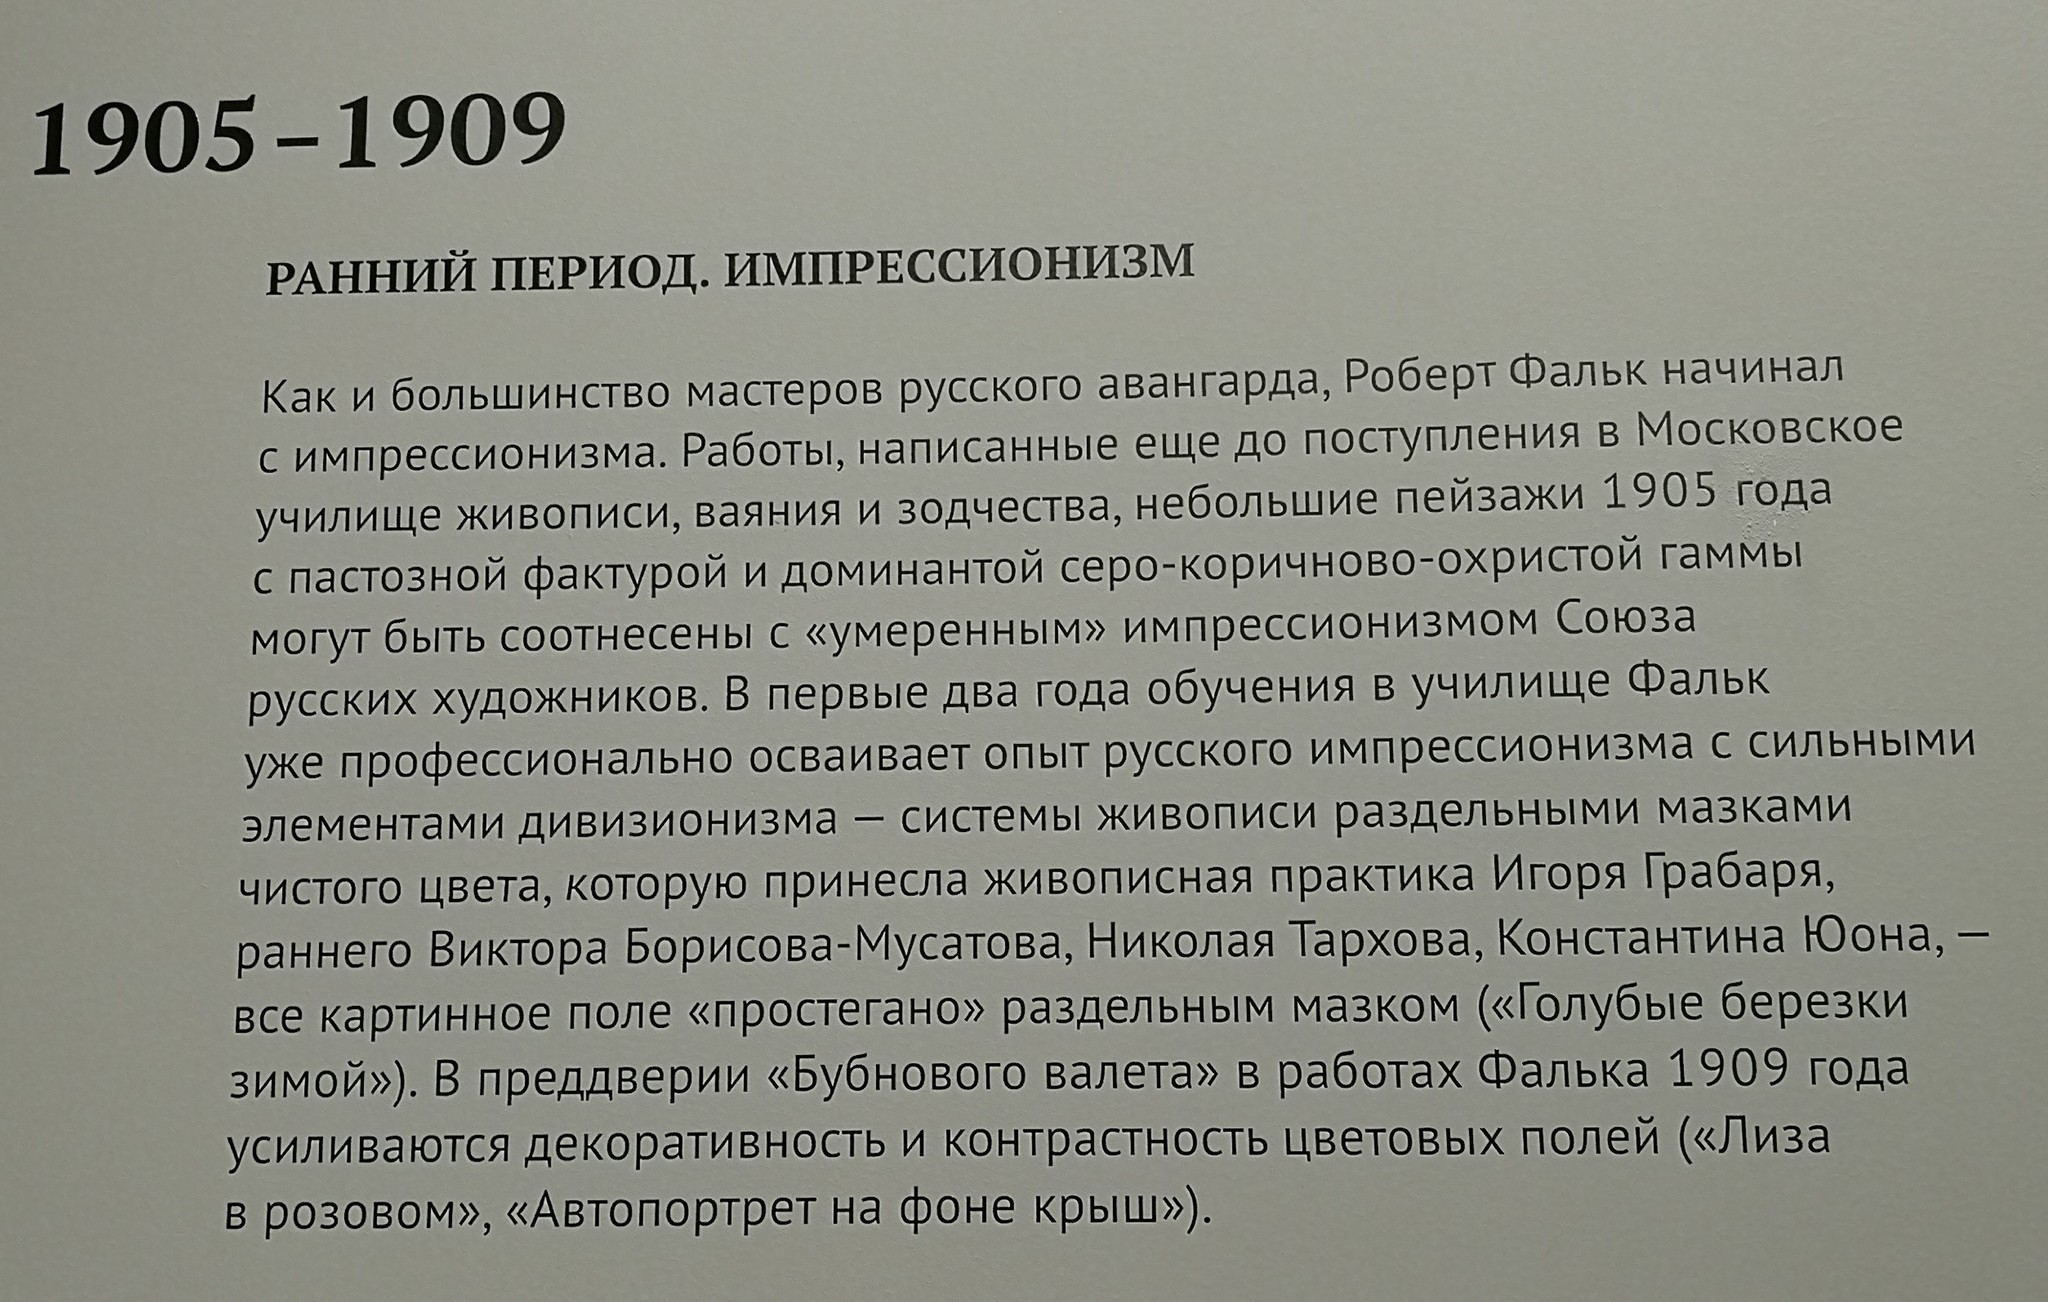 1905 – 1909
РАННИЙ ПЕРИОД. ИМПРЕССИОНИЗМ
Как и большинство мастеров русского авангарда, Роберт Фальк начинал
с импрессионизма. Работы, написанные еще до поступления в Московское
училище живописи, ваяния и зодчества, небольшие пейзажи 1905 года
с пастозной фактурой и доминантой серо-коричново-охристой гаммы
могут быть соотнесены с «умеренным» импрессионизмом Союза
русских художников. В первые два года обучения в училище Фальк
уже профессионально осваивает опыт русского импрессионизма с сильными
элементами дивизионизма — системы живописи раздельными мазками
чистого цвета, которую принесла живописная практика Игоря Грабаря,
раннего Виктора Борисова-Мусатова, Николая Тархова, Константина Юона, —
все картинное поле «простегано» раздельным мазком («Голубые березки
зимой»). В преддверии «Бубнового валета» в работах Фалька 1909 года
усиливаются декоративность и контрастность цветовых полей («Лиза
в розовом», «Автопортрет на фоне крыш»).